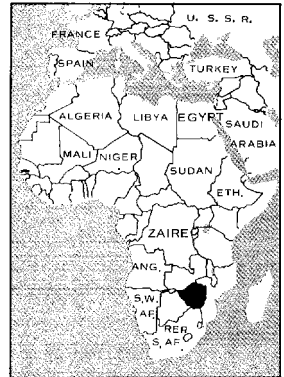 U. S. S. R.
FRANCE
SPAIN
TURKEY
ALGERIA
LIBYA
EGYPT
SAUDI
ARABIA
MALI
NIGER
SUDAN
ETH.
ZAIRE
ANG.
S.W.
AF.
REP.
S. AF.